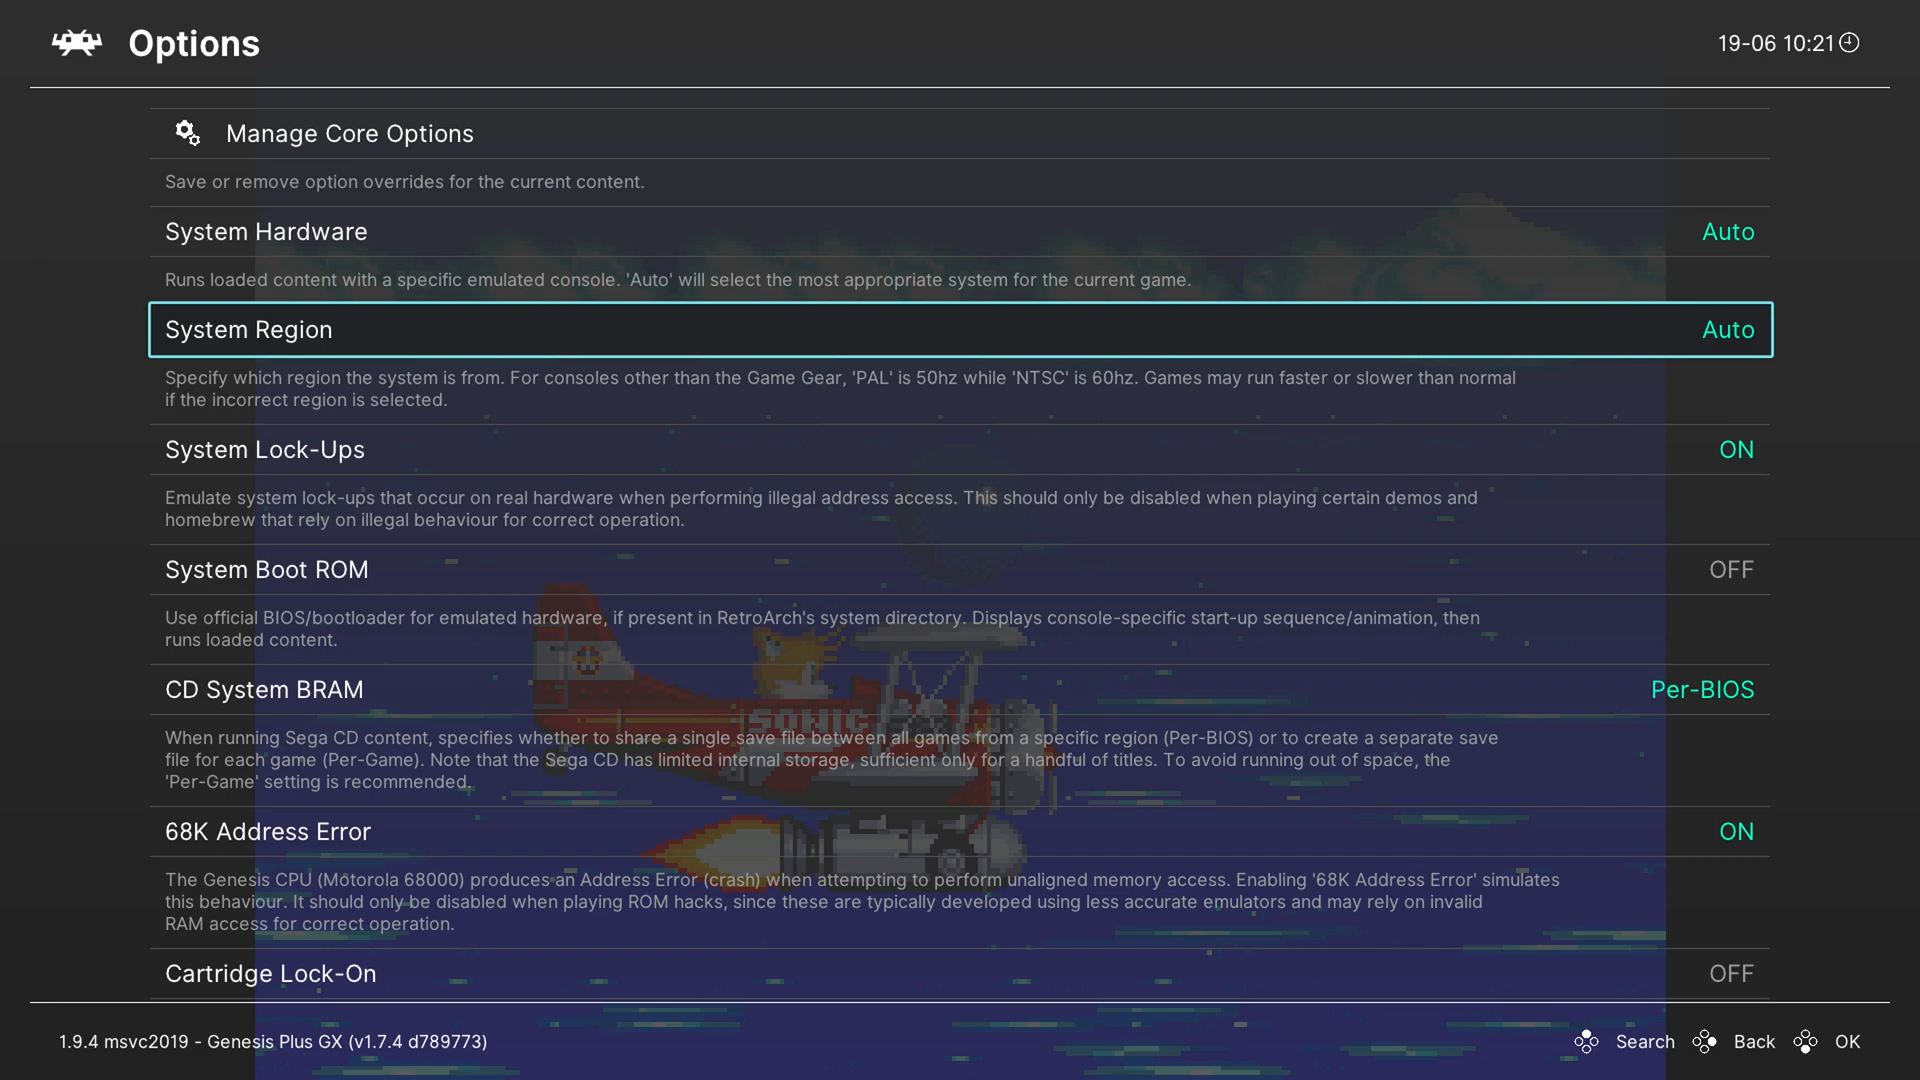 Options
19-06 10:21
Manage Core Options
Save or remove option overrides for the current content.
System Hardware
Auto
Runs loaded content with a specific emulated console. 'Auto' will select the most appropriate system for the current game.
System Region
Auto
Specify which region the system is from. For consoles other than the Game Gear, 'PAL' is 50hz while 'NTSC' is 60hz. Games may run faster or slower than normal
if the incorrect region is selected.
System Lock-Ups
ON
Emulate system lock-ups that occur on real hardware when performing illegal address access. This should only be disabled when playing certain demos and
homebrew that rely on illegal behaviour for correct operation.
System Boot ROM
OFF
Use official BIOS/bootloader for emulated hardware, if present in RetroArch's system directory. Displays console-specific start-up sequence/animation, then
runs loaded content.
CD System BRAM
Per-BIOS
SONIC
When running Sega CD content, specifies whether to share a single save file between all games from a specific region (Per-BIOS) or to create a separate save
file for each game (Per-Game). Note that the Sega CD has limited internal storage, sufficient only for a handful of titles. To avoid running out of space, the
'Per-Game' setting is recommended.
68K Address Error
ON
The Genesis CPU (Motorola 68000) produces an Address Error (crash) when attempting to perform unaligned memory access. Enabling '68K Address Error' simulates
this behaviour. It should only be disabled when playing ROM hacks, since these are typically developed using less accurate emulators and may rely on invalid
RAM access for correct operation.
Cartridge Lock-On
OFF
1.9.4 msvc2019 - Genesis Plus GX (v1.7.4 d789773)
Search
Back
OK